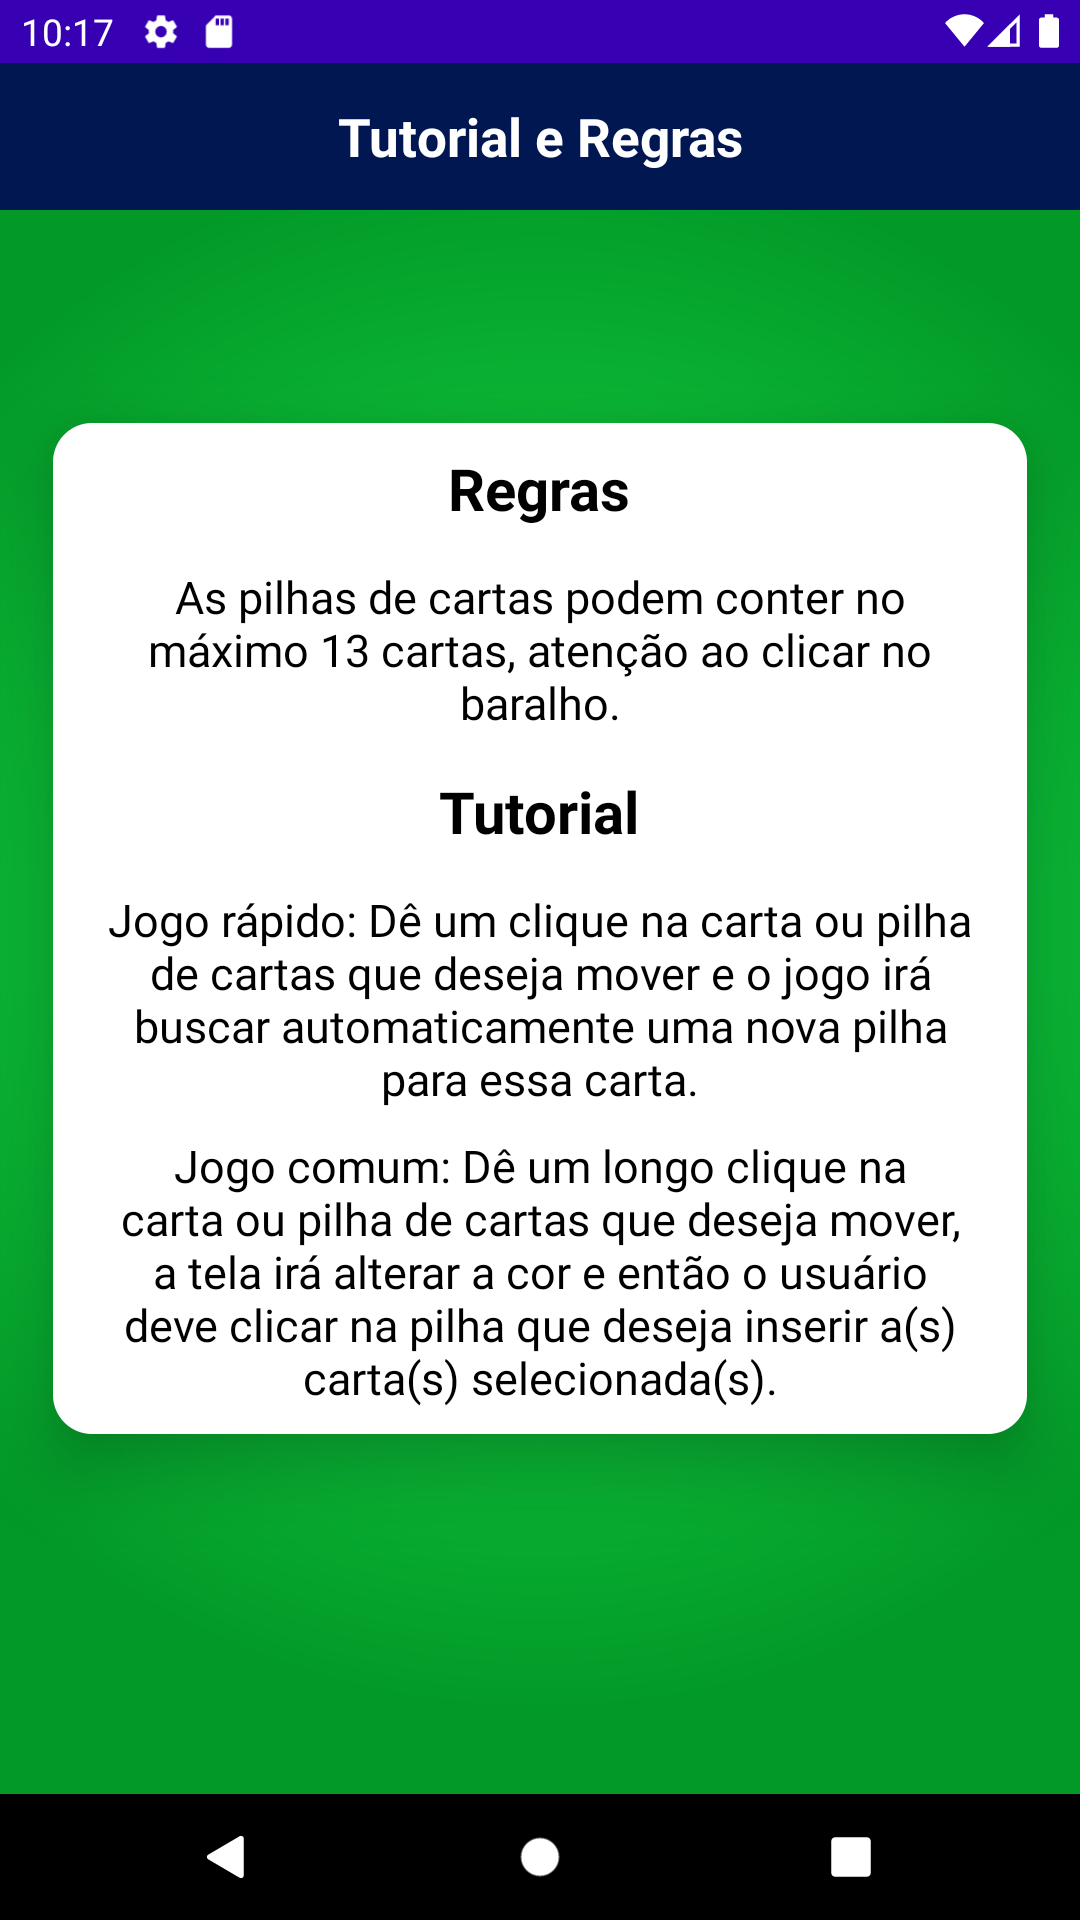 10:17
Tutorial e Regras
Regras
As pilhas de cartas podem conter no
máximo 13 cartas, atenção ao clicar no
baralho.
Tutorial
Jogo rápido: Dê um clique na carta ou pilha
de cartas que deseja mover e o jogo irá
buscar automaticamente uma nova pilha
para essa carta.
Jogo comum: Dê um longo clique na
carta ou pilha de cartas que deseja mover,
a tela irá alterar a cor e então o usuário
deve clicar na pilha que deseja inserir a(s)
carta(s) selecionada(s).